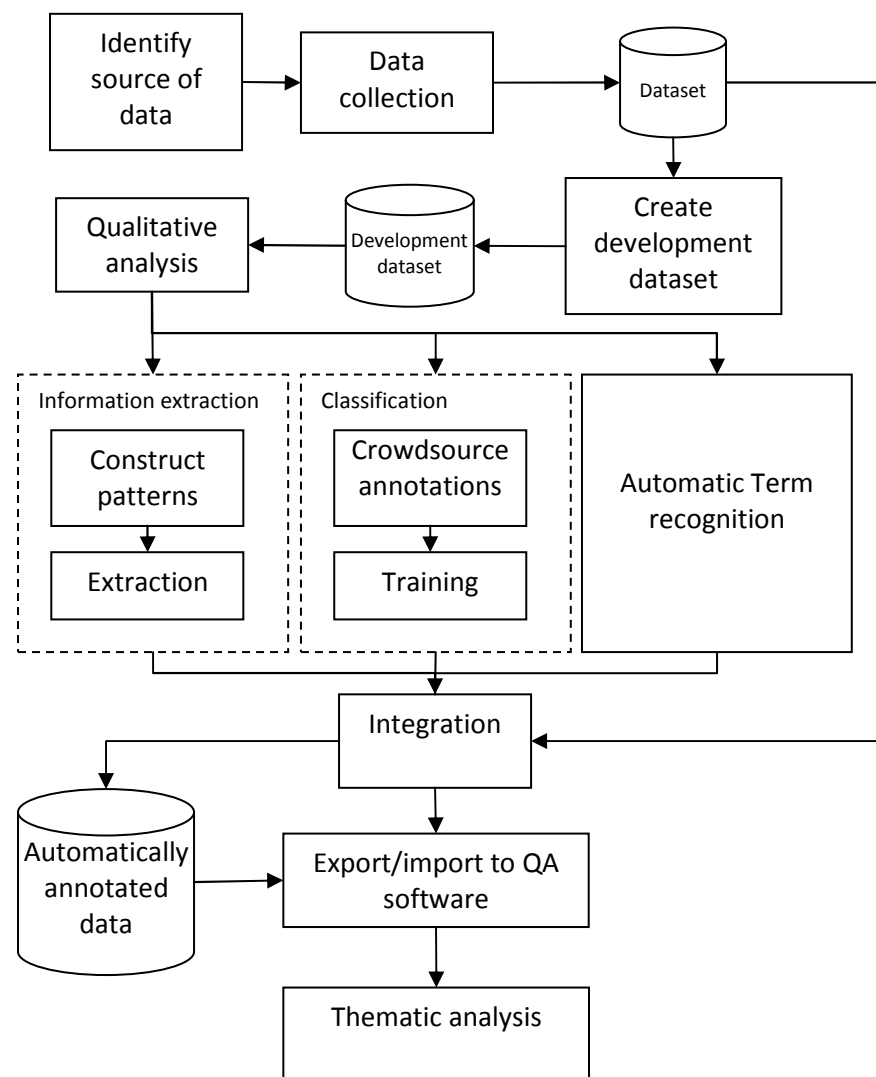 Identify
source of
data
Data
collection
Dataset
Qualitative
analysis
Development
dataset
Create
development
dataset
Information extraction
Construct
patterns
Extraction
Classification
Crowdsource
annotations
Training
Automatic Term
recognition
Integration
Automatically
annotated
data
Export/import to QA
software
Thematic analysis